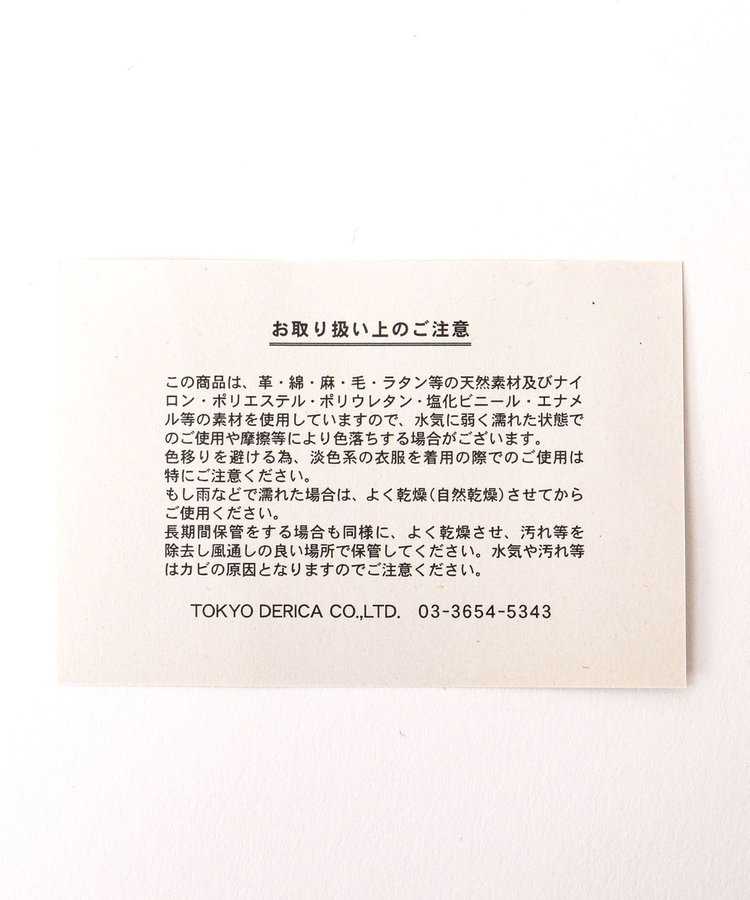 お取り扱い上のご注意
この商品は、革・綿・麻・毛・ラタン等の天然素材及びナイ
ロン・ポリエステル・ポリウレタン・塩化ビニール・エナメ
ル等の素材を使用していますので、水気に弱く濡れた状態で
のご使用や摩擦等により色落ちする場合がございます。
色移りを避ける為、淡色系の衣服を着用の際でのご使用は
特にご注意ください。
もし雨などで濡れた場合は、よく乾燥(自然乾燥)させてから
ご使用ください。
長期間保管をする場合も同様に、よく乾燥させ、汚れ等を
除去し風通しの良い場所で保管してください。水気や汚れ等
はカビの原因となりますのでご注意ください。
TOKYO DERICA CO.,LTD. 03-3654-5343